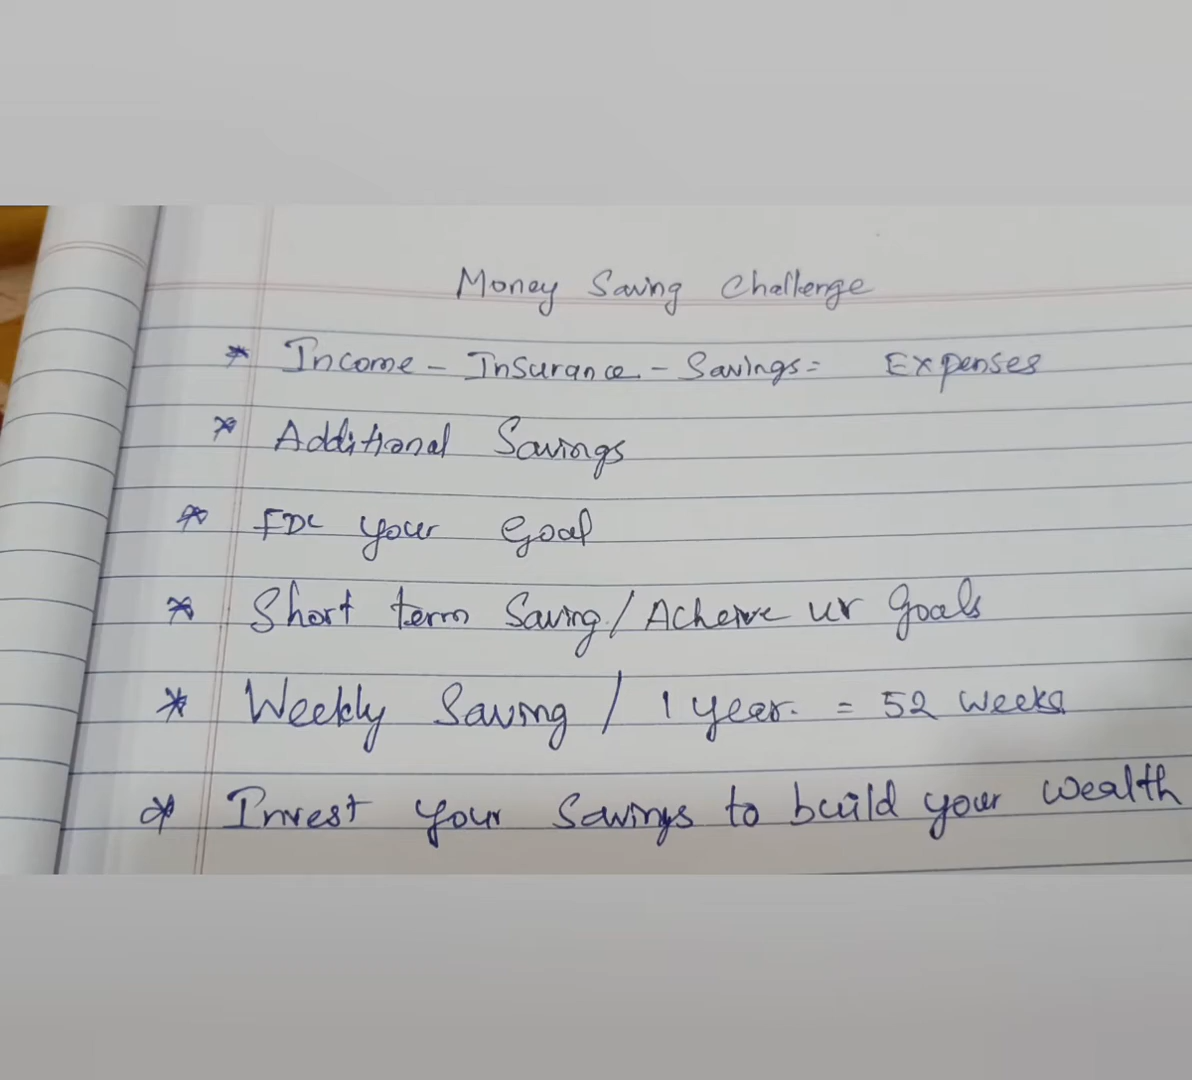 Money Saving Challenge
* Income - Insurance - Savings = Expenses
* Additional Savings
* your Goal
* Short term Saving / Acheive ur Goals
* Weekly Saving / 1 year. = 52 weeks
* Invest your Savings to build your wealth